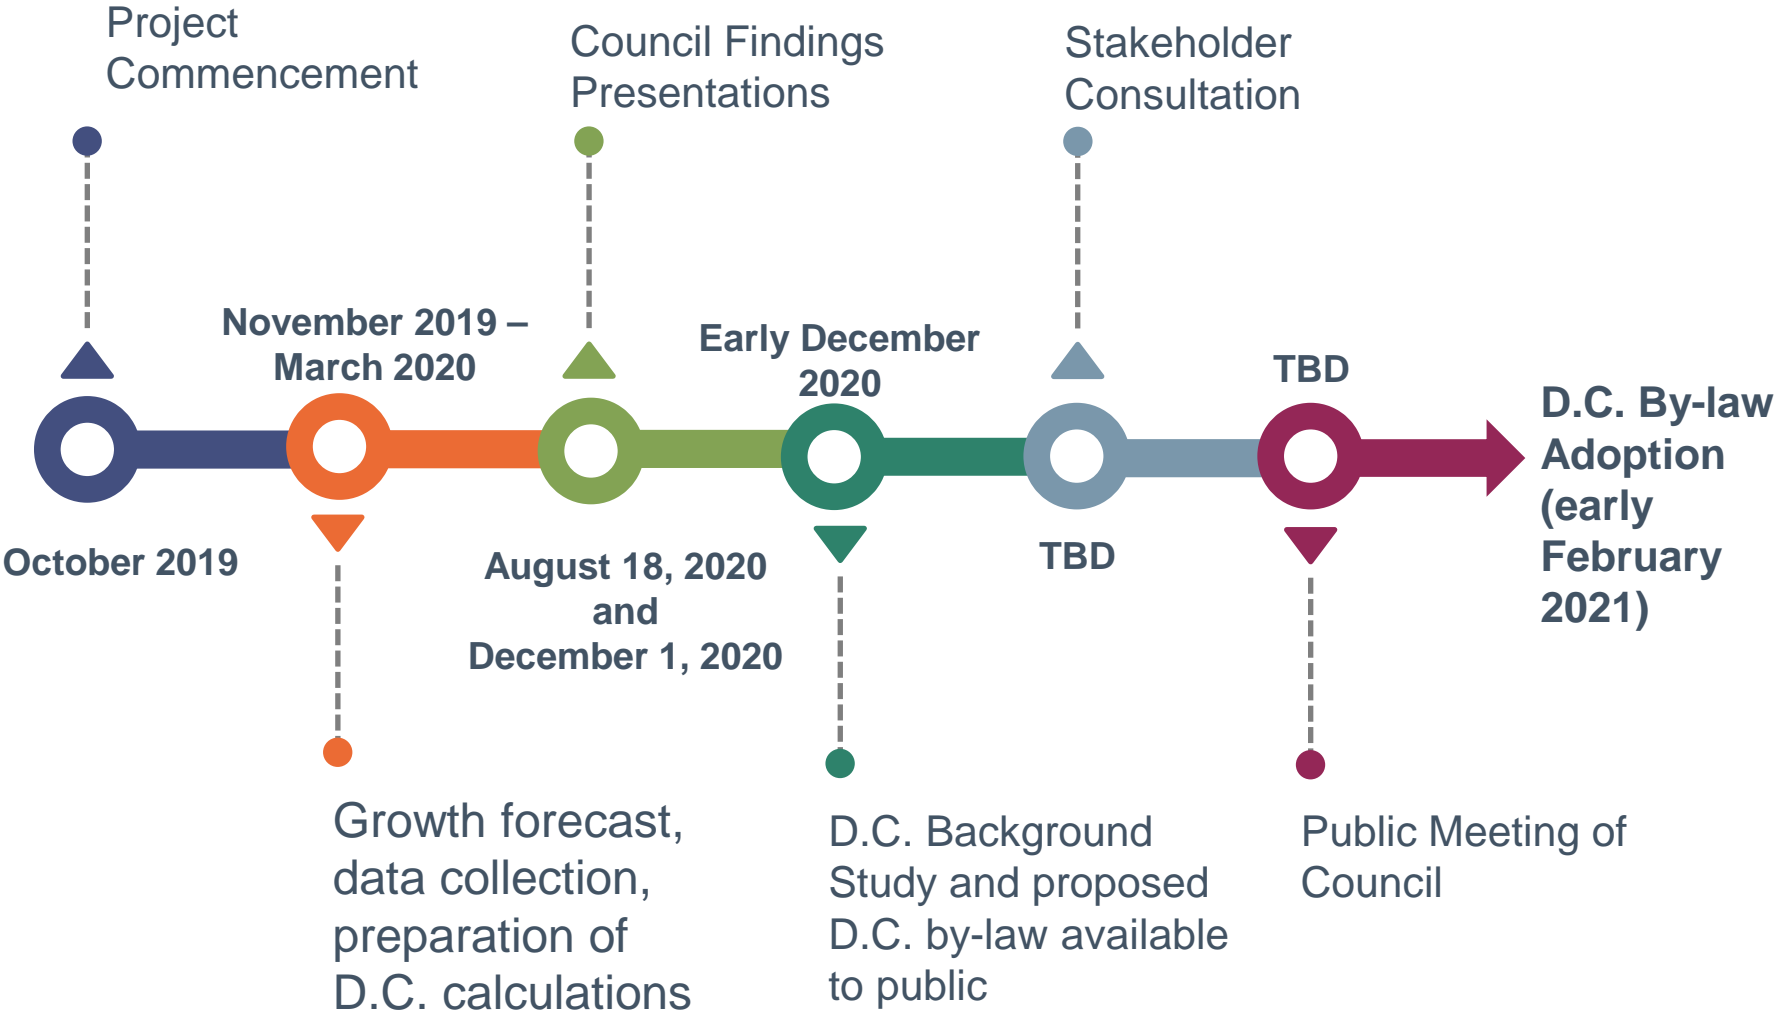 Project
Commencement
October 2019
November 2019 –
March 2020
Growth forecast,
data collection,
preparation of
D.C. calculations
Council Findings
Presentations
August 18, 2020
and
December 1, 2020
Early December
2020
D.C. Background
Study and proposed
D.C. by-law available
to public
Stakeholder
Consultation
TBD
TBD
Public Meeting of
Council
D.C. By-law
Adoption
(early
February
2021)